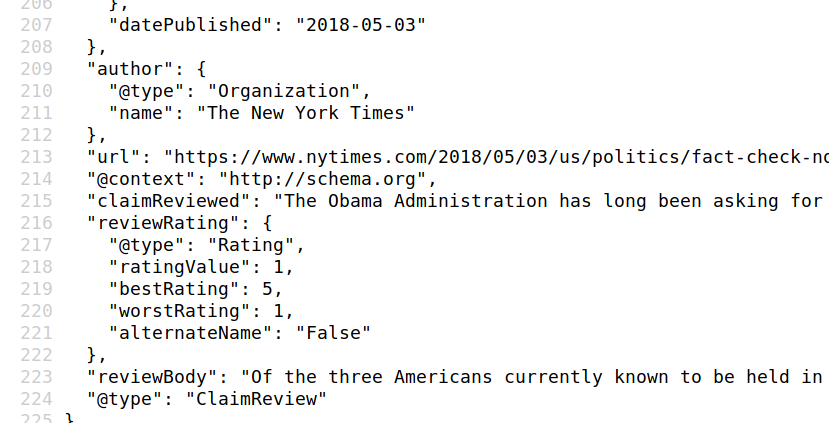 206     },
207     "datePublished": "2018-05-03"
208   },
209   "author": {
210     "@type": "Organization",
211     "name": "The New York Times"
212   },
213   "url": "https://www.nytimes.com/2018/05/03/us/politics/fact-check-no
214   "@context": "http://schema.org",
215   "claimReviewed": "The Obama Administration has long been asking for
216   "reviewRating": {
217     "@type": "Rating",
218     "ratingValue": 1,
219     "bestRating": 5,
220     "worstRating": 1,
221     "alternateName": "False"
222   },
223   "reviewBody": "Of the three Americans currently known to be held in
224   "@type": "ClaimReview"
225 }